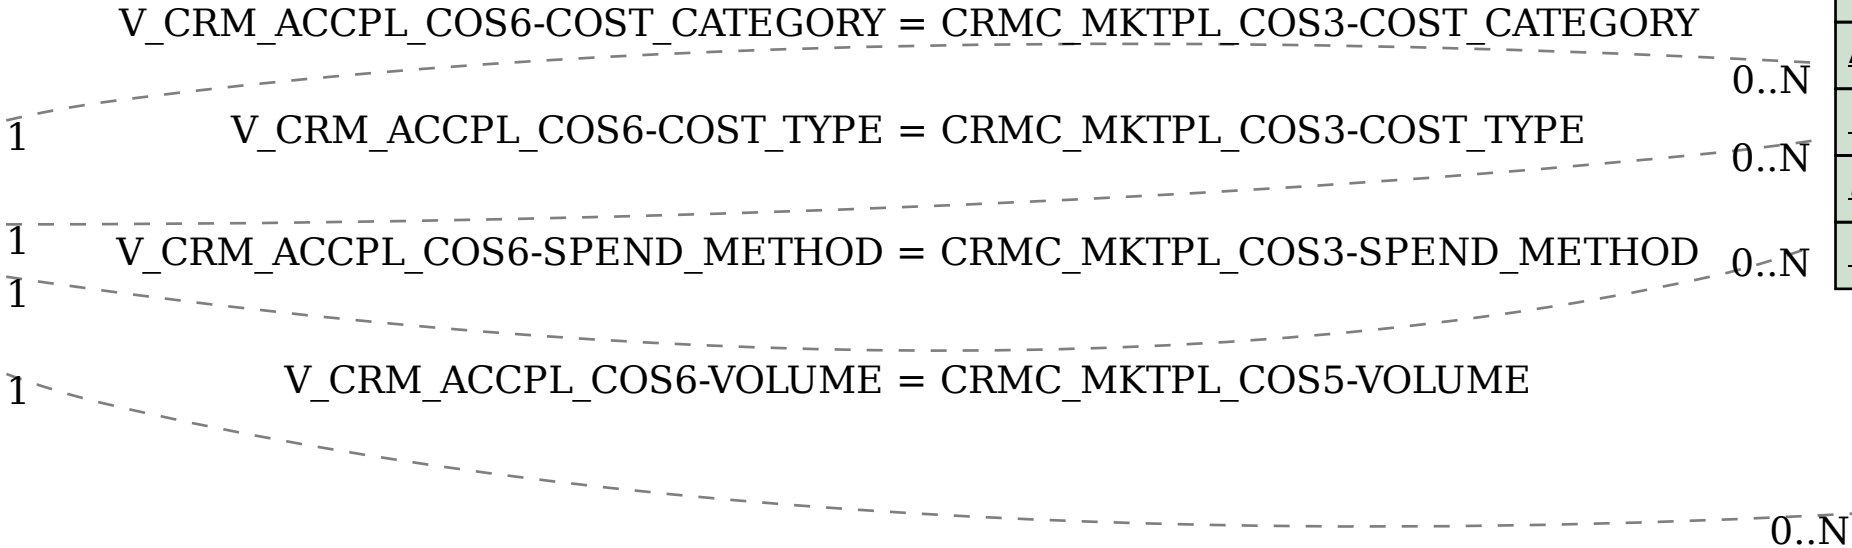 V_CRM_ACCPL_COS6-COST_CATEGORY = CRMC_MKTPL_COS3-COST_CATEGORY
0..N
1
V_CRM_ACCPL_COS6-COST_TYPE = CRMC_MKTPL_COS3-COST_TYPE
0..N
1
V_CRM_ACCPL_COS6-SPEND_METHOD = CRMC_MKTPL_COS3-SPEND_METHOD
0..N
1
1
V_CRM_ACCPL_COS6-VOLUME = CRMC_MKTPL_COS5-VOLUME
0..N